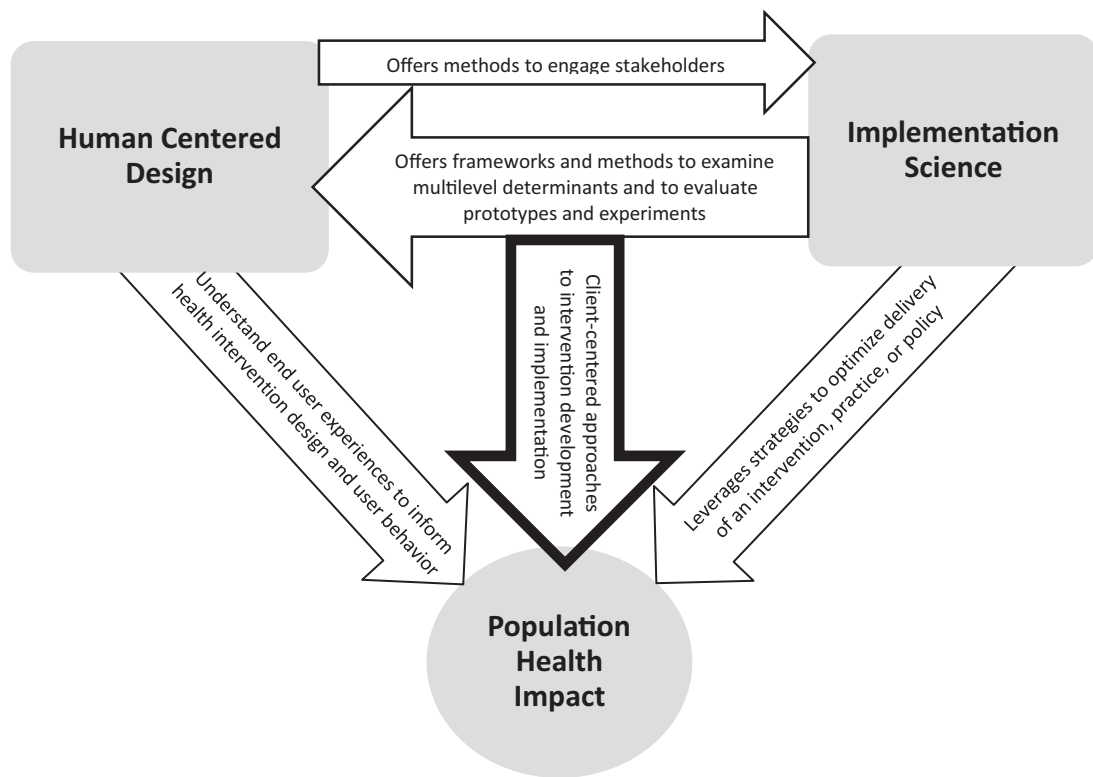 Offers methods to engage stakeholders
Human Centered
Design
Implementation
Science
Offers frameworks and methods to examine
multilevel determinants and to evaluate
prototypes and experiments
Understand end user experiences to inform
health intervention design and user behavior
Client-centered approaches
to intervention development
and implementation
Leverages strategies to optimize delivery
of an intervention, practice, or policy
Population
Health
Impact